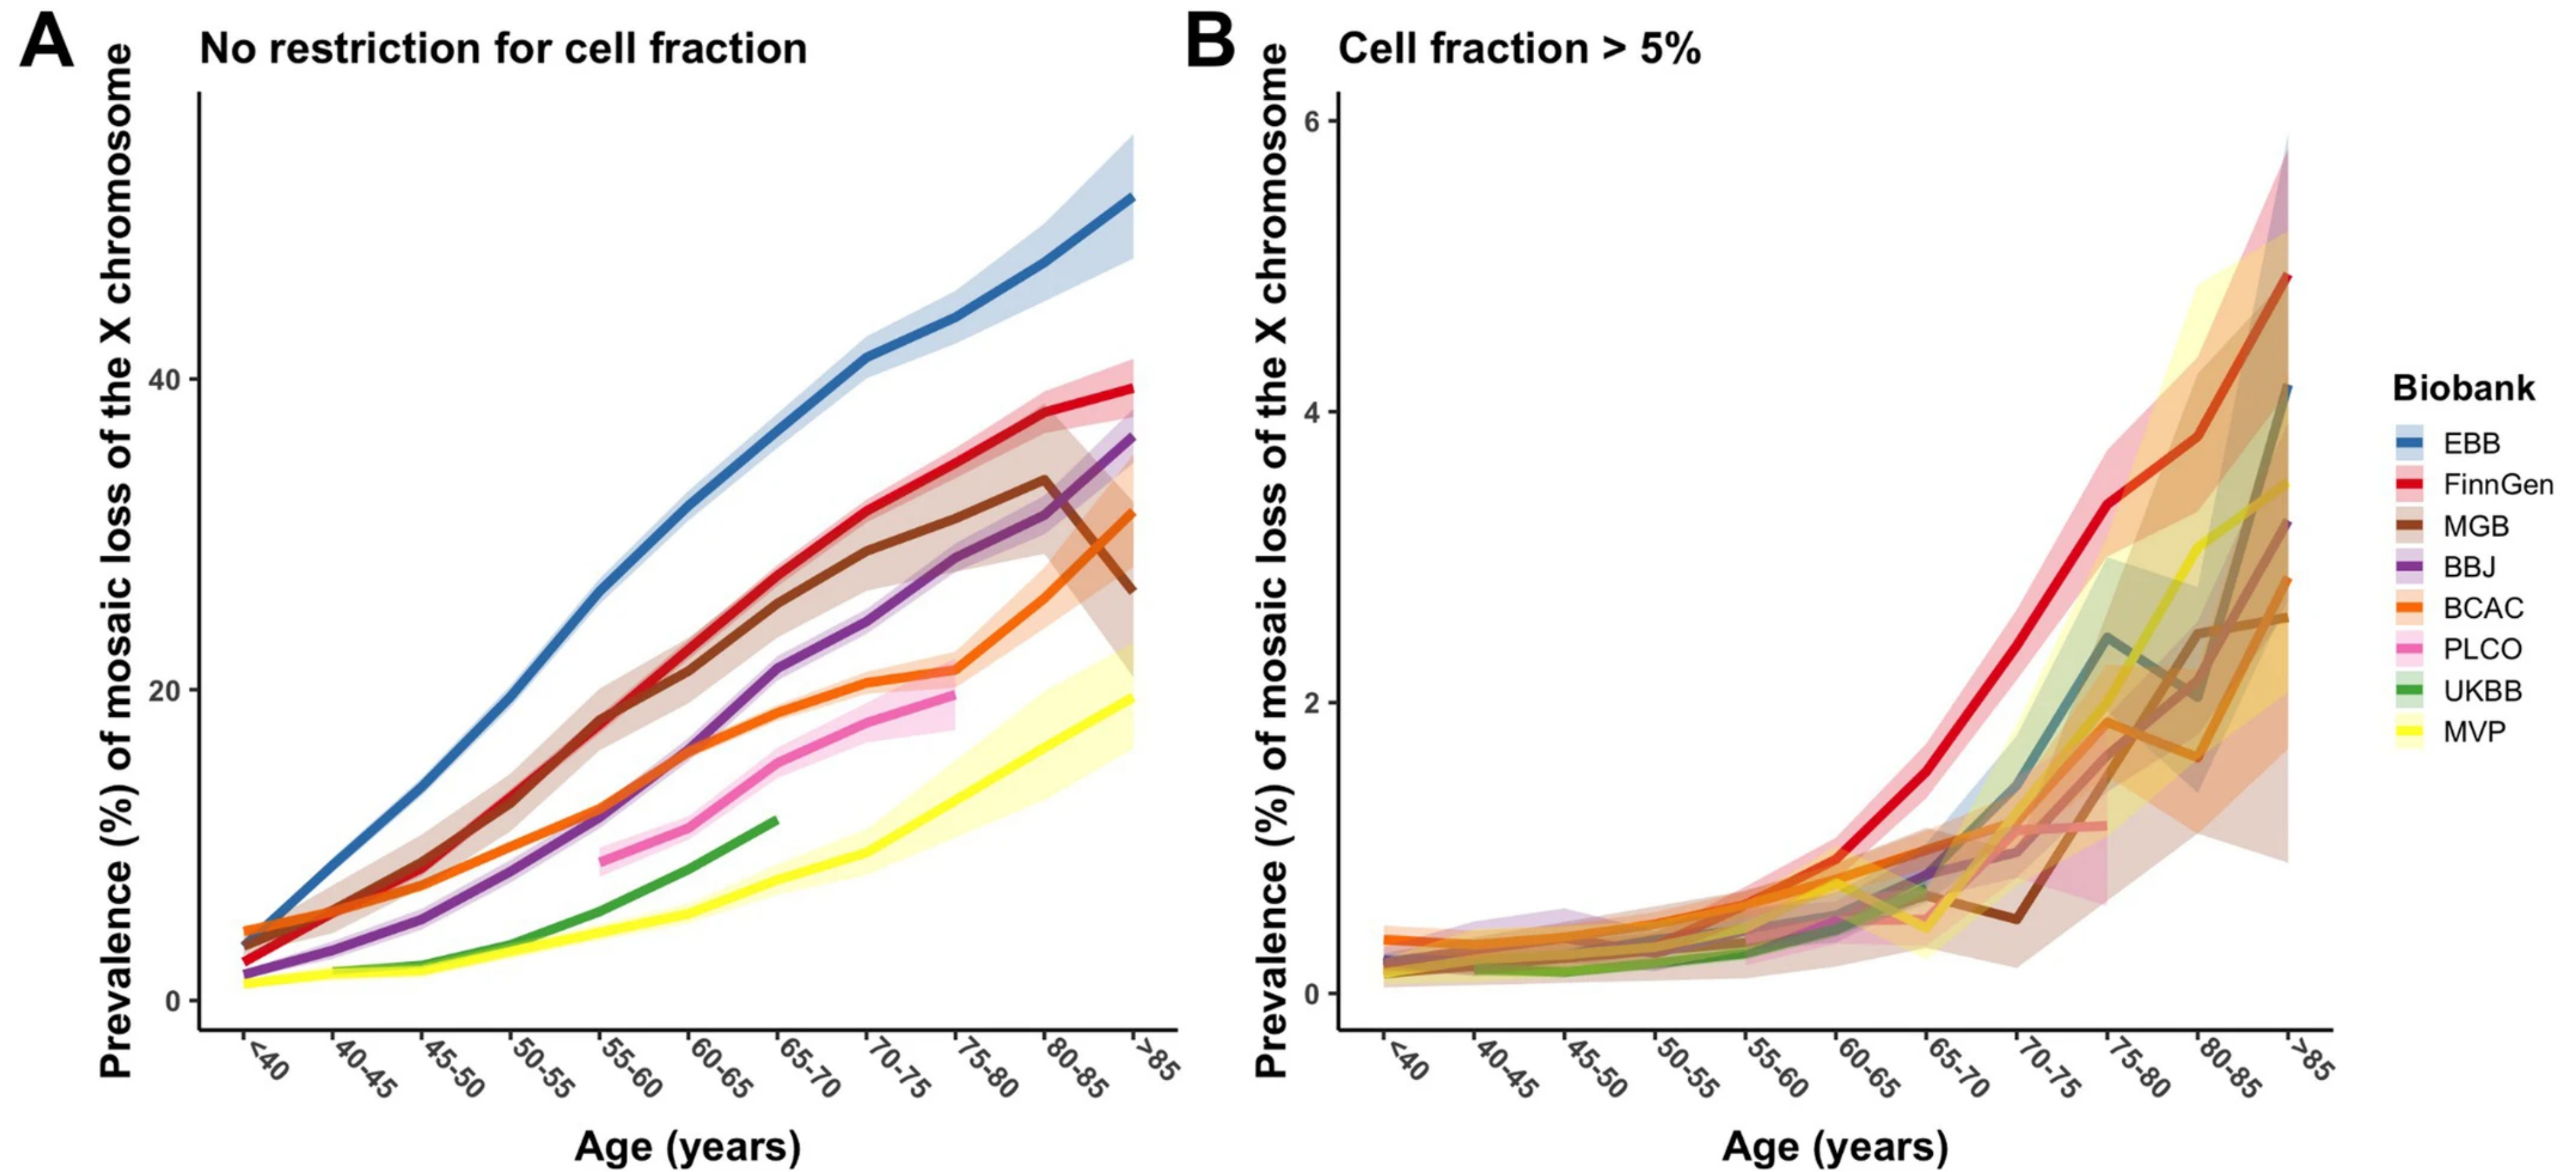 A
No restriction for cell fraction
Prevalence (%) of mosaic loss of the X chromosome
40
20
0
<40
40-45
45-50
50-55
55-60
60-65
65-70
70-75
75-80
80-85
>85
Age (years)
B
Cell fraction > 5%
Prevalence (%) of mosaic loss of the X chromosome
6
4
2
0
<40
40-45
45-50
50-55
55-60
60-65
65-70
70-75
75-80
80-85
>85
Age (years)
Biobank
EBB
FinnGen
MGB
BBJ
BCAC
PLCO
UKBB
MVP